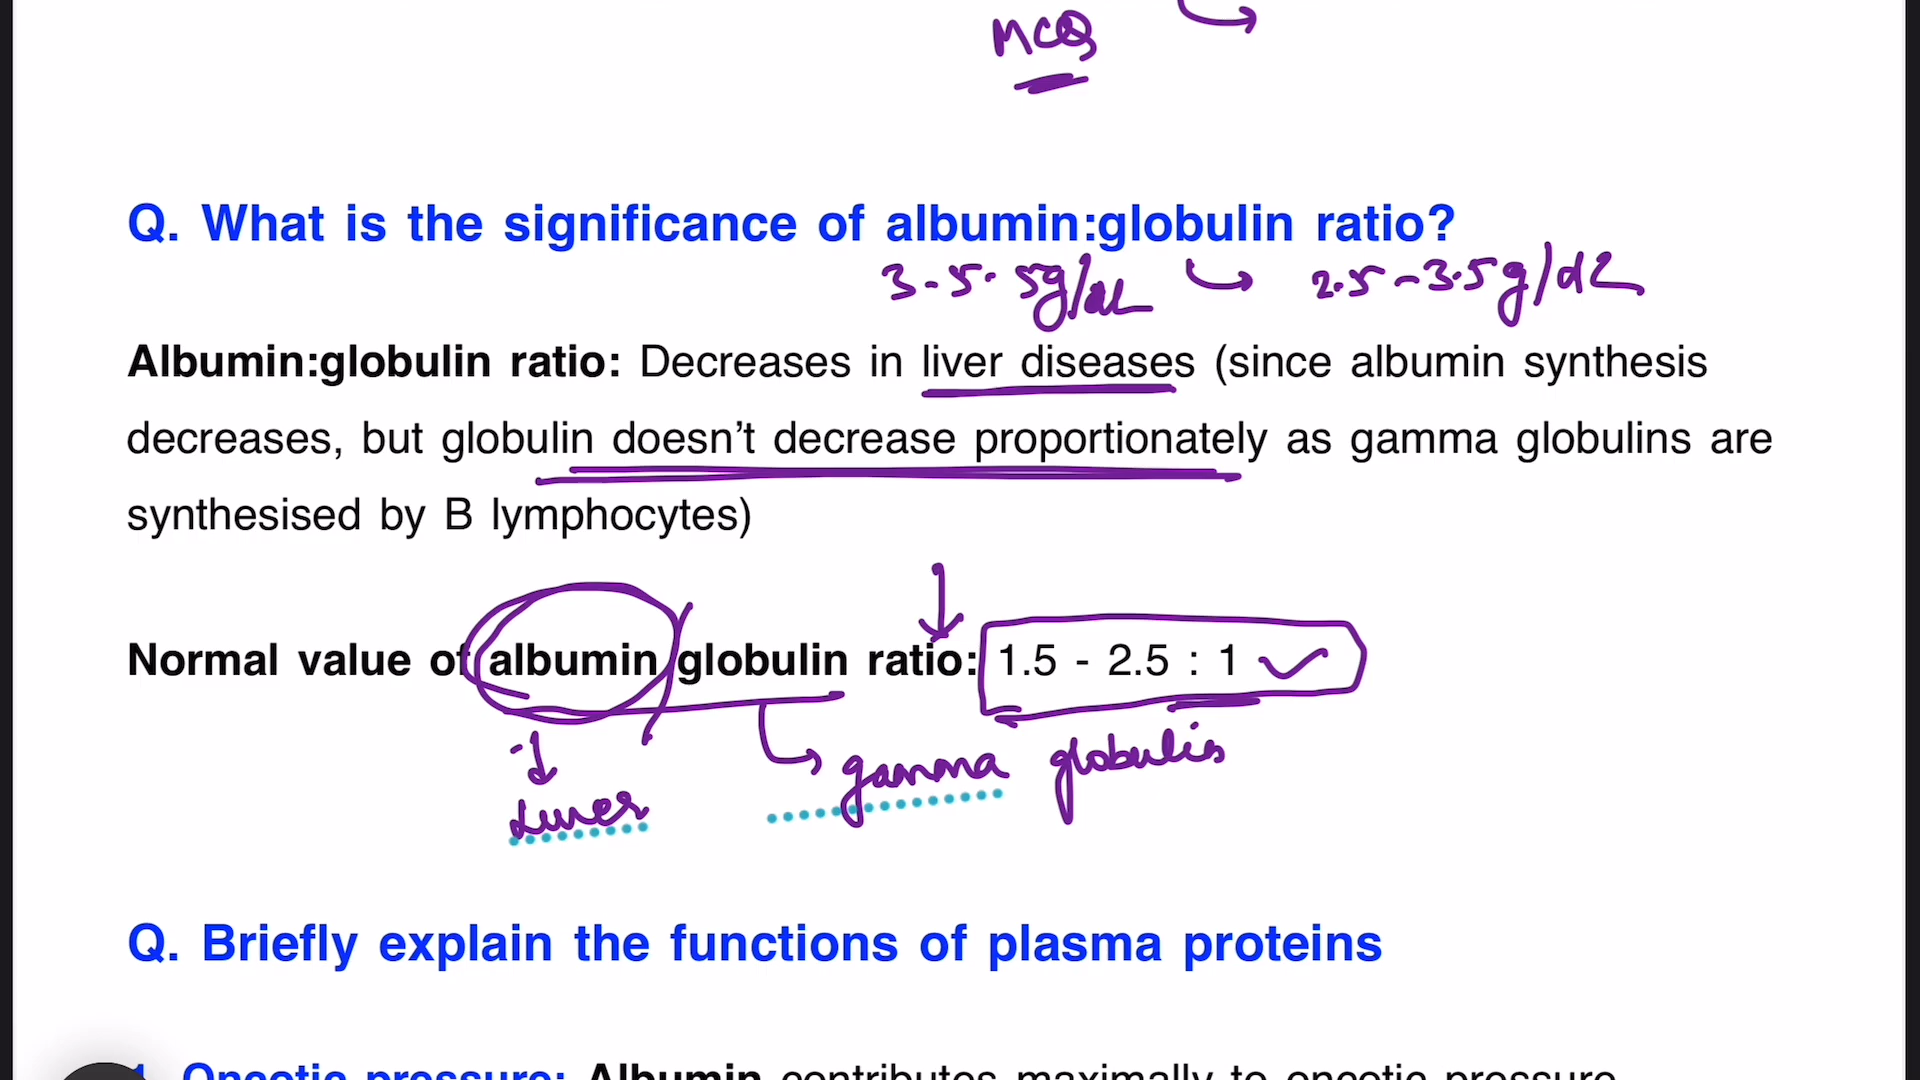 MCQ
Q. What is the significance of albumin:globulin ratio?
3-5.5g/dL 2.5-3.5g/dL
Albumin:globulin ratio: Decreases in liver diseases (since albumin synthesis
decreases, but globulin doesn’t decrease proportionately as gamma globulins are
synthesised by B lymphocytes)
Normal value of albumin globulin ratio: 1.5 - 2.5 : 1
Liver gamma globulin
Q. Briefly explain the functions of plasma proteins
1. Oncotic pressure: Albumin contributes maximally to oncotic pressure